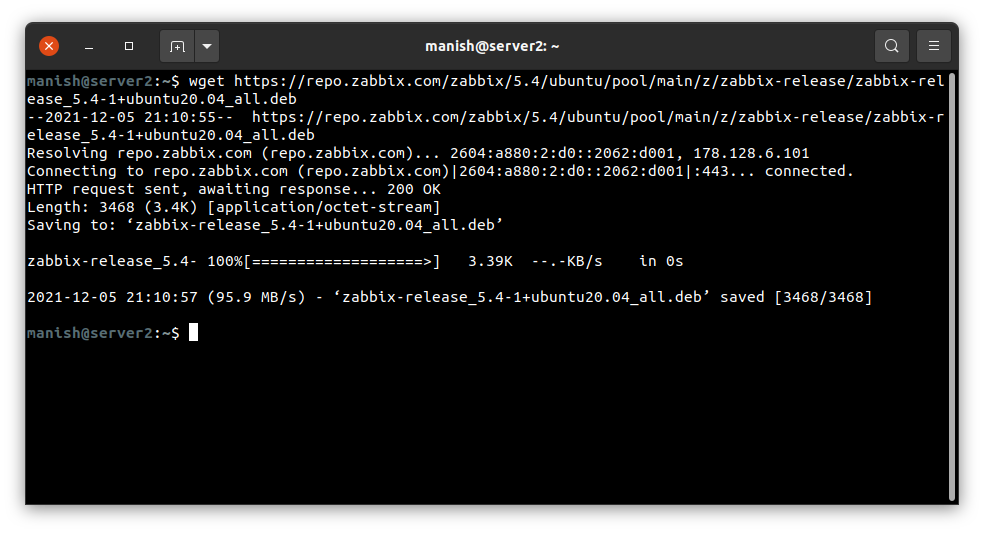 manish@server2: ~
manish@server2:~$ wget https://repo.zabbix.com/zabbix/5.4/ubuntu/pool/main/z/zabbix-release/zabbix-rel
ease_5.4-1+ubuntu20.04_all.deb
--2021-12-05 21:10:55--  https://repo.zabbix.com/zabbix/5.4/ubuntu/pool/main/z/zabbix-release/zabbix-r
elease_5.4-1+ubuntu20.04_all.deb
Resolving repo.zabbix.com (repo.zabbix.com)... 2604:a880:2:d0::2062:d001, 178.128.6.101
Connecting to repo.zabbix.com (repo.zabbix.com)|2604:a880:2:d0::2062:d001|:443... connected.
HTTP request sent, awaiting response... 200 OK
Length: 3468 (3.4K) [application/octet-stream]
Saving to: ‘zabbix-release_5.4-1+ubuntu20.04_all.deb’
zabbix-release_5.4- 100%[===================>]   3.39K  --.-KB/s    in 0s
2021-12-05 21:10:57 (95.9 MB/s) - ‘zabbix-release_5.4-1+ubuntu20.04_all.deb’ saved [3468/3468]
manish@server2:~$